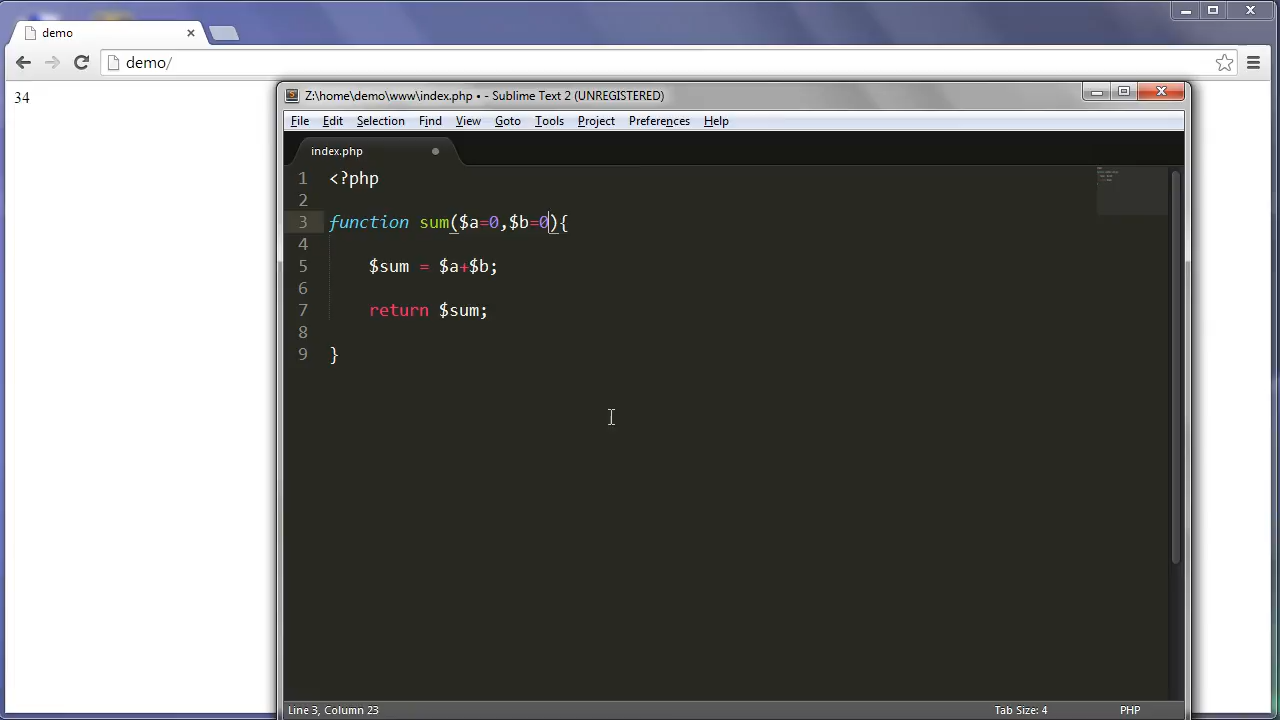 demo
demo/
34
Z:\home\demo\www\index.php • - Sublime Text 2 (UNREGISTERED)
File Edit Selection Find View Goto Tools Project Preferences Help
index.php
1 <?php
2
3 function sum($a=0,$b=0){
4
5 $sum = $a+$b;
6
7 return $sum;
8
9 }
Line 3, Column 23 Tab Size: 4 PHP